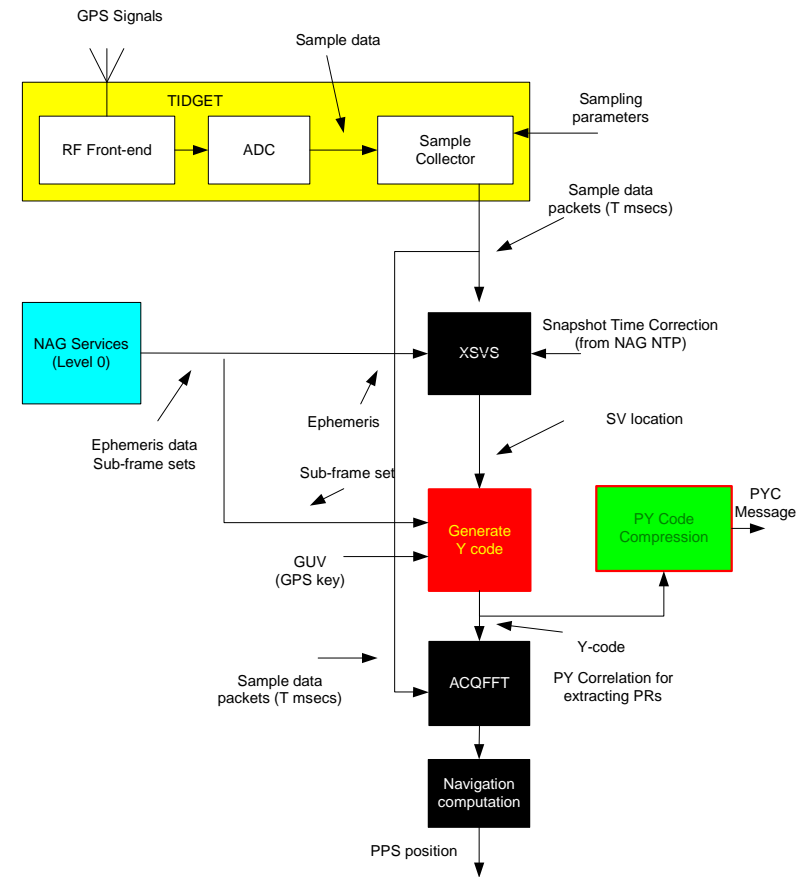 GPS Signals
Sample data
TIDGET
Sampling
parameters
RF Front-end
ADC
Sample
Collector
Sample data
packets (T msecs)
NAG Services
(Level 0)
XSVS
Snapshot Time Correction
(from NAG NTP)
Ephemeris data
Sub-frame sets
Ephemeris
SV location
Sub-frame set
Generate
Y code
PY Code
Compression
PYC
Message
GUV
(GPS key)
Y-code
Sample data
packets (T msecs)
ACQFFT
PY Correlation for
extracting PRs
Navigation
computation
PPS position